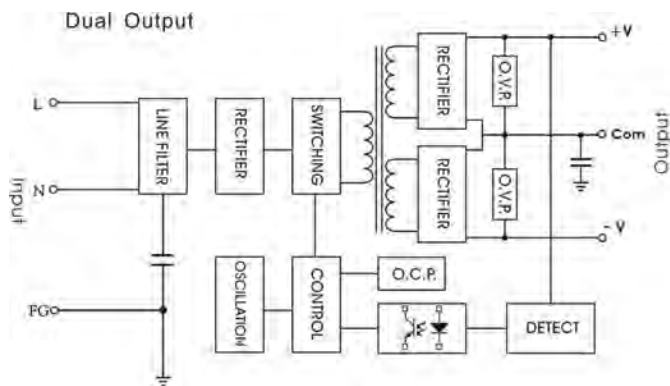 Dual Output
L
N
FG
Input
LINE FILTER
RECTIFIER
SWITCHING
RECTIFIER
RECTIFIER
O.V.P.
O.V.P.
+V
Com
-V
Output
OSCILLATION
CONTROL
O.C.P.
DETECT